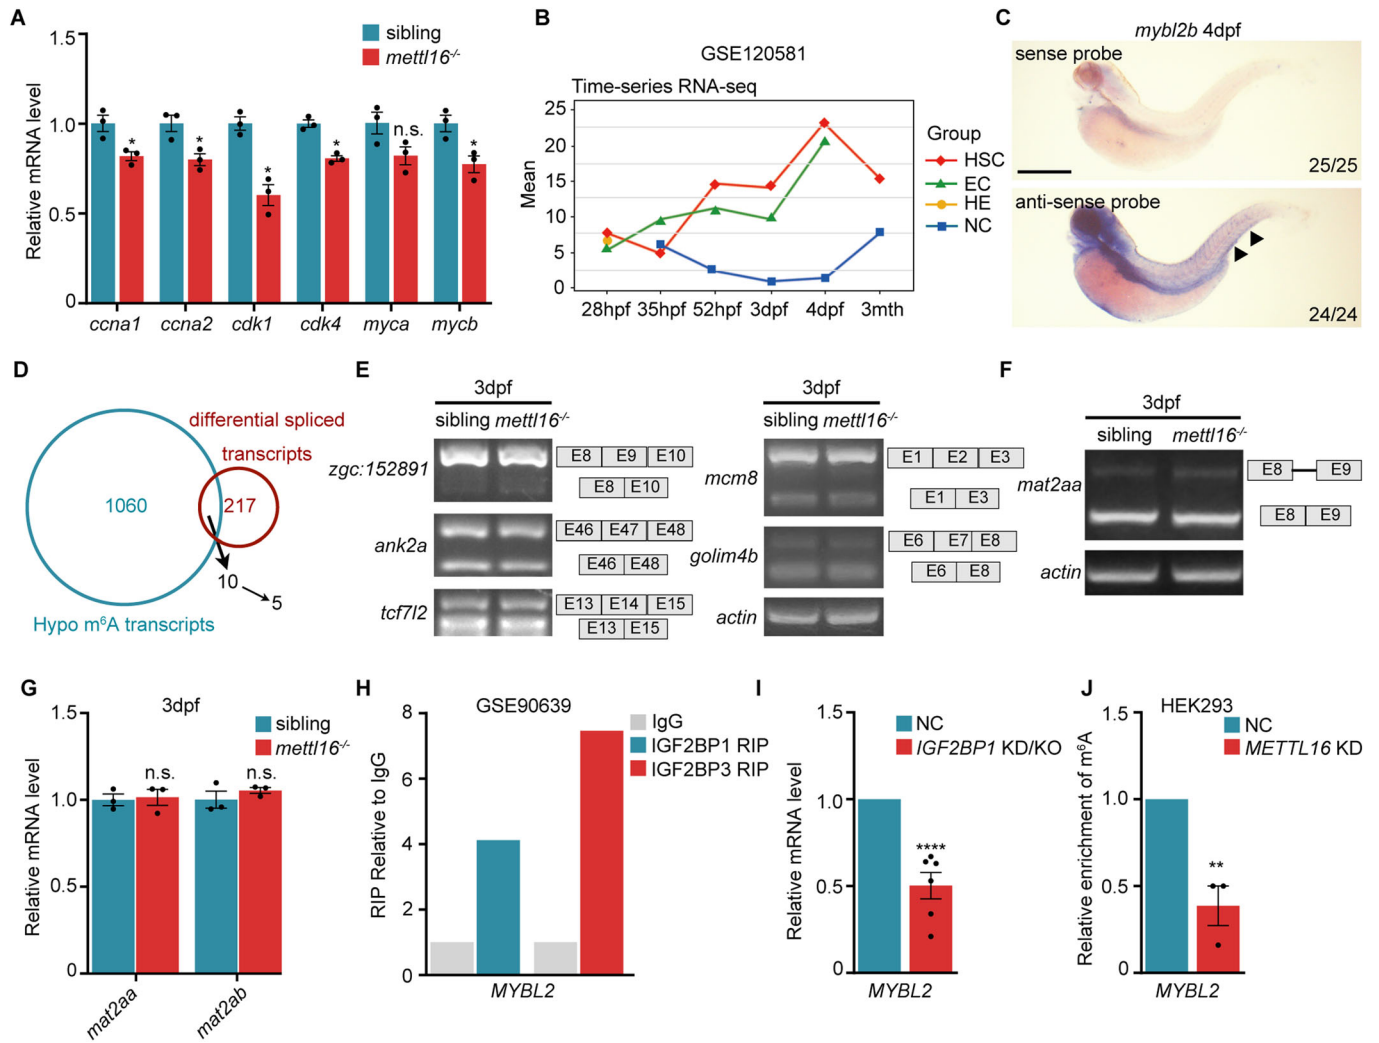 A
1.5
1.0
0.5
0
Relative mRNA level
sibling
mettl16-/-
*
*
*
*
n.s.
*
ccna1 ccna2 cdk1 cdk4 myca mycb
B
GSE120581
Time-series RNA-seq
25
20
15
10
5
0
Mean
28hpf 35hpf 52hpf 3dpf 4dpf 3mth
Group
HSC
EC
HE
NC
C
mybl2b 4dpf
sense probe
25/25
anti-sense probe
24/24
D
differential spliced
transcripts
1060
217
10
5
Hypo m6A transcripts
E
3dpf
sibling mettl16-/-
zgc:152891
E8 E9 E10
E8 E10
ank2a
E46 E47 E48
E46 E48
tcf7l2
E13 E14 E15
E13 E15
3dpf
sibling mettl16-/-
mcm8
E1 E2 E3
E1 E3
golim4b
E6 E7 E8
E6 E8
actin
F
3dpf
sibling mettl16-/-
mat2aa
E8 E9
E8 E9
actin
G
3dpf
1.5
1.0
0.5
0
Relative mRNA level
sibling
mettl16-/-
n.s.
n.s.
mat2aa mat2ab
H
GSE90639
8
6
4
2
0
RIP Relative to IgG
IgG
IGF2BP1 RIP
IGF2BP3 RIP
MYBL2
I
1.5
1.0
0.5
0
Relative mRNA level
NC
IGF2BP1 KD/KO
****
MYBL2
J
HEK293
1.5
1.0
0.5
0
Relative enrichment of m6A
NC
METTL16 KD
**
MYBL2